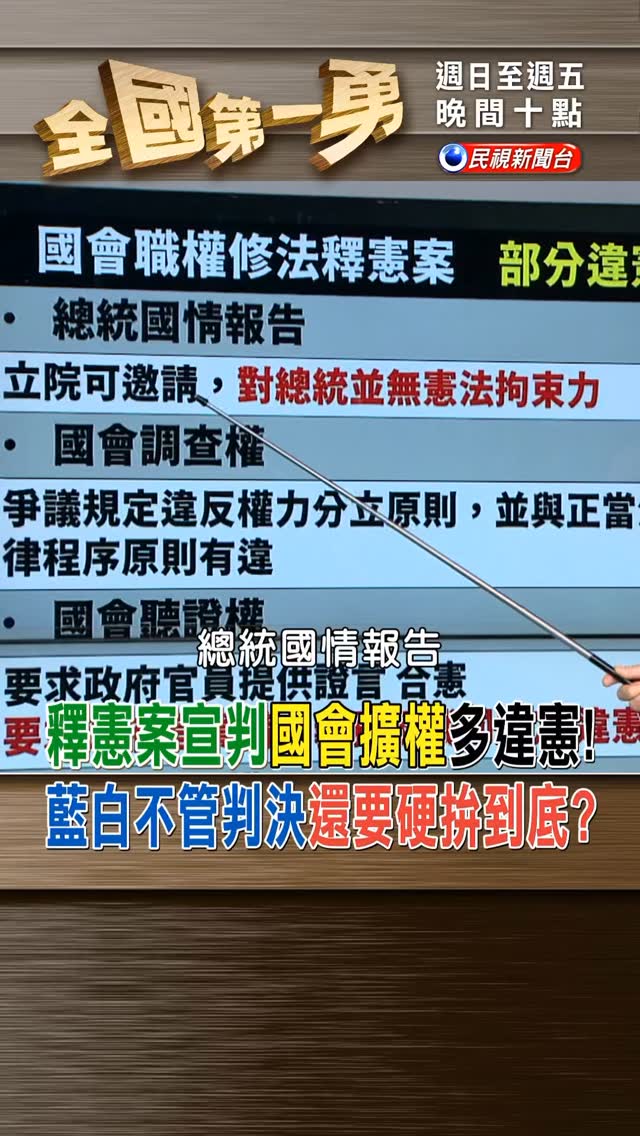 全國第一勇
週日至週五
晚間十點
民視新聞台
國會職權修法釋憲案 部分違憲
• 總統國情報告
立院可邀請，對總統並無憲法拘束力
• 國會調查權
爭議規定違反權力分立原則，並與正當
律程序原則有違
• 國會聽證權
總統國情報告
要求政府官員提供證言 合憲
要
違憲
釋憲案宣判國會擴權多違憲!
藍白不管判決還要硬拚到底?